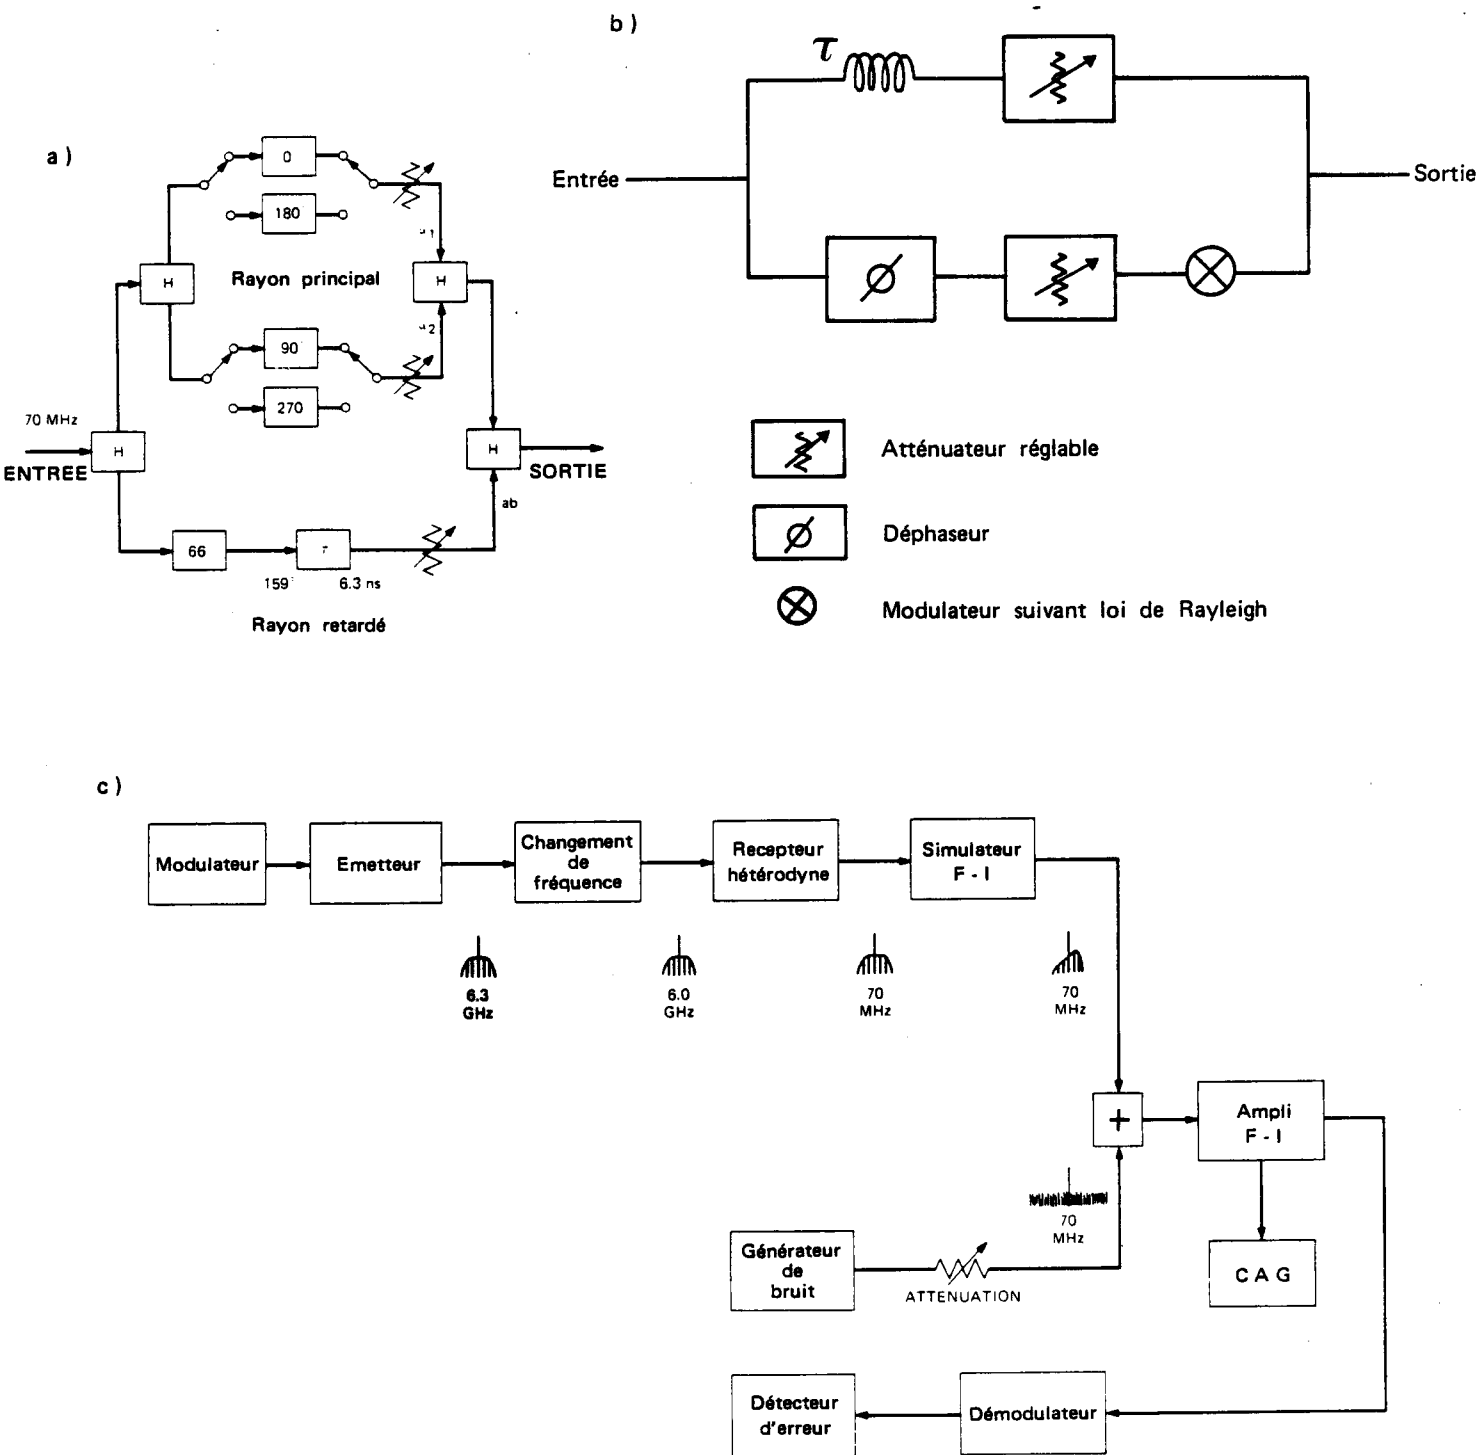 b)
τ
Entrée
Sortie
Atténuateur réglable
Déphaseur
Modulateur suivant loi de Rayleigh
a)
0
180
H
Rayon principal
H
90
270
70 MHz
H
ENTREE
H
SORTIE
ab
66
159
6.3 ns
Rayon retardé
c)
Modulateur
Emetteur
Changement
de
fréquence
Recepteur
hétérodyne
Simulateur
F - I
6.3
GHz
6.0
GHz
70
MHz
70
MHz
+
Ampli
F - I
70
MHz
Générateur
de
bruit
ATTENUATION
C A G
Détecteur
d'erreur
Démodulateur